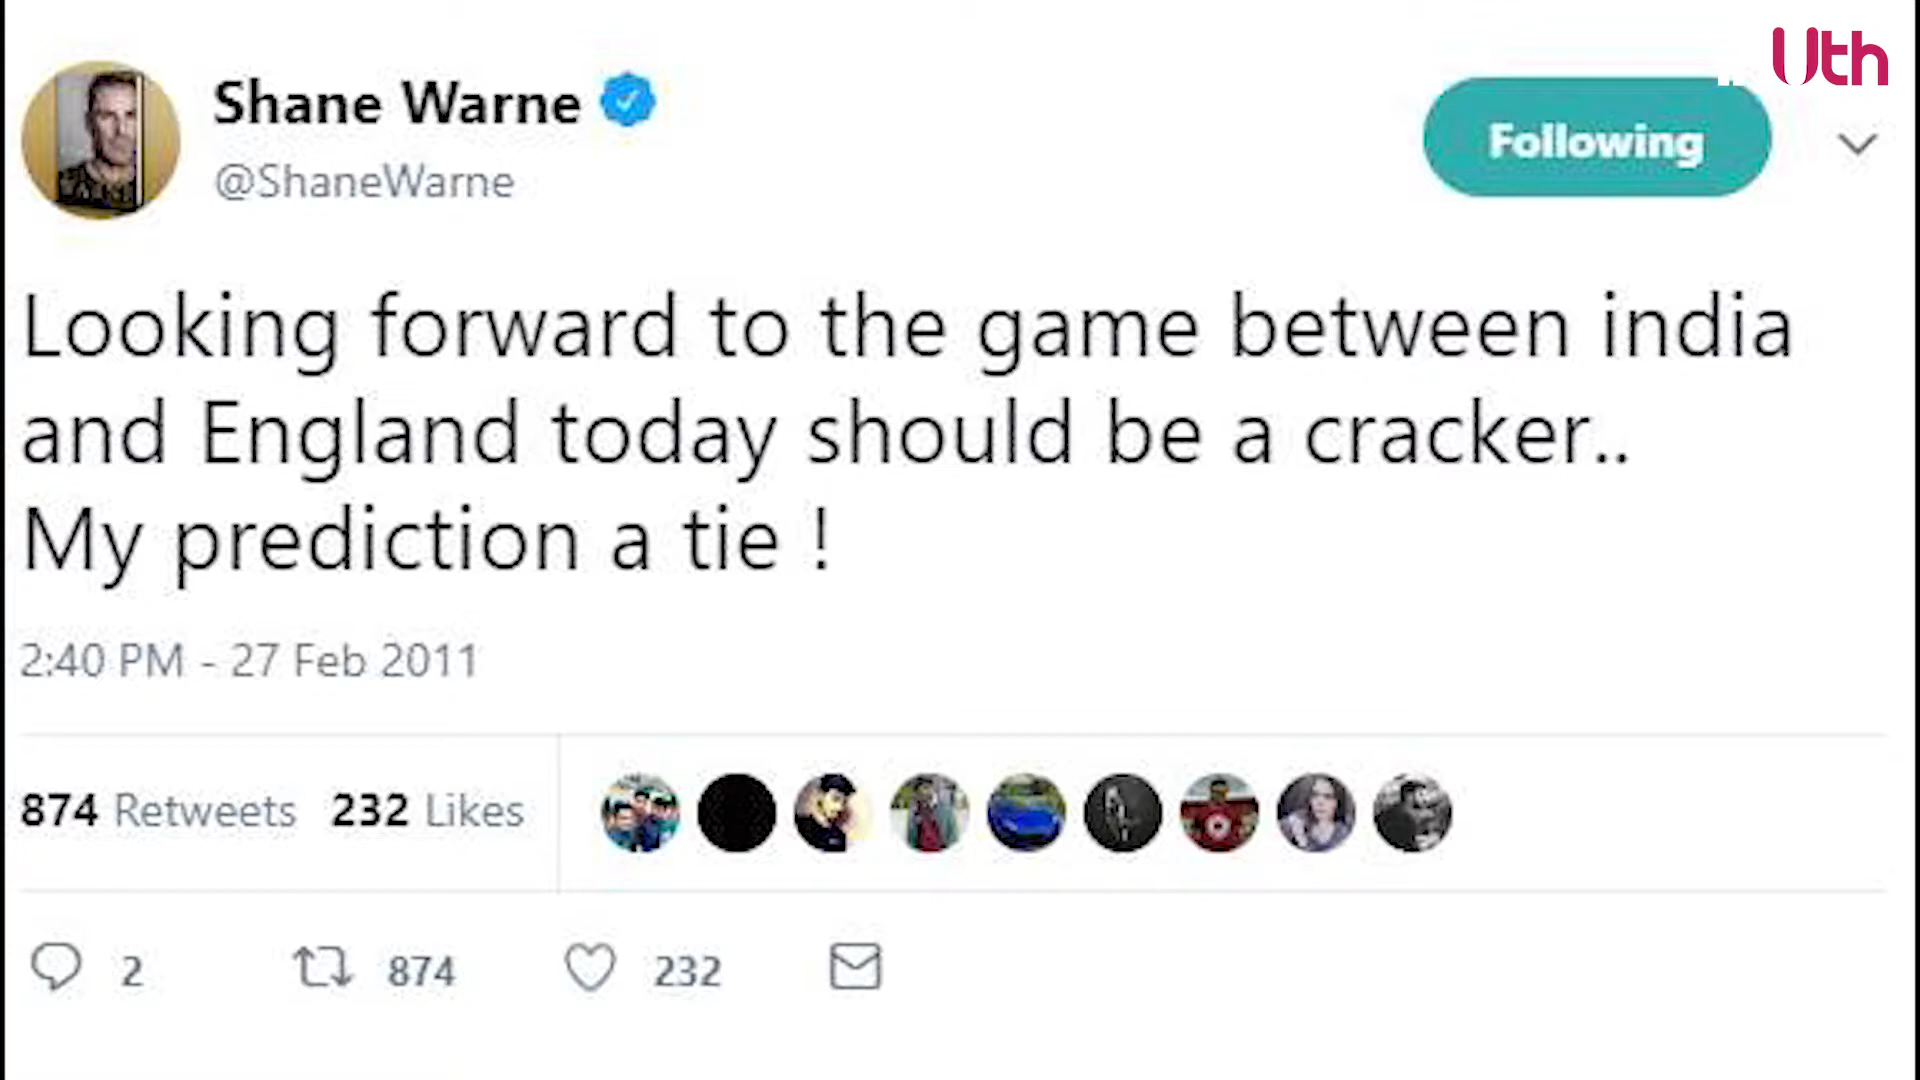 Uth
Shane Warne
@ShaneWarne
Following
Looking forward to the game between india
and England today should be a cracker..
My prediction a tie !
2:40 PM - 27 Feb 2011
874 Retweets 232 Likes
2 874 232